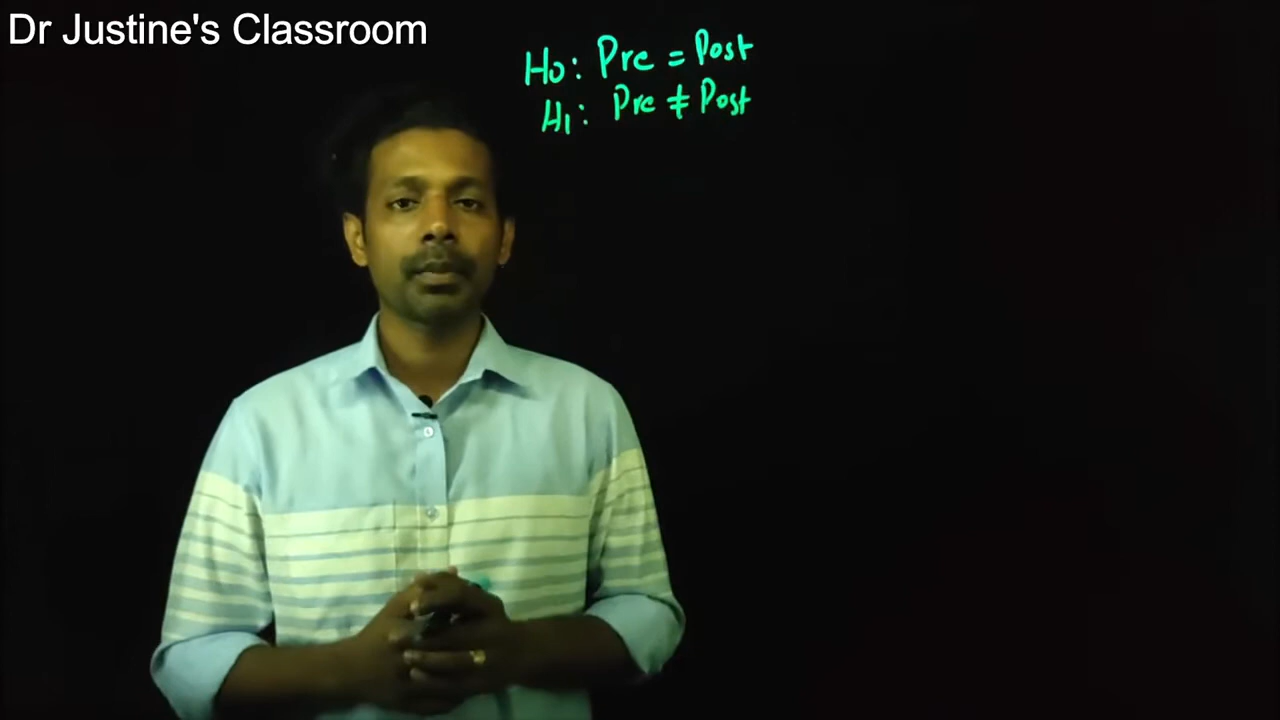 Dr Justine's Classroom
H0: Pre = Post
H1: Pre ≠ Post